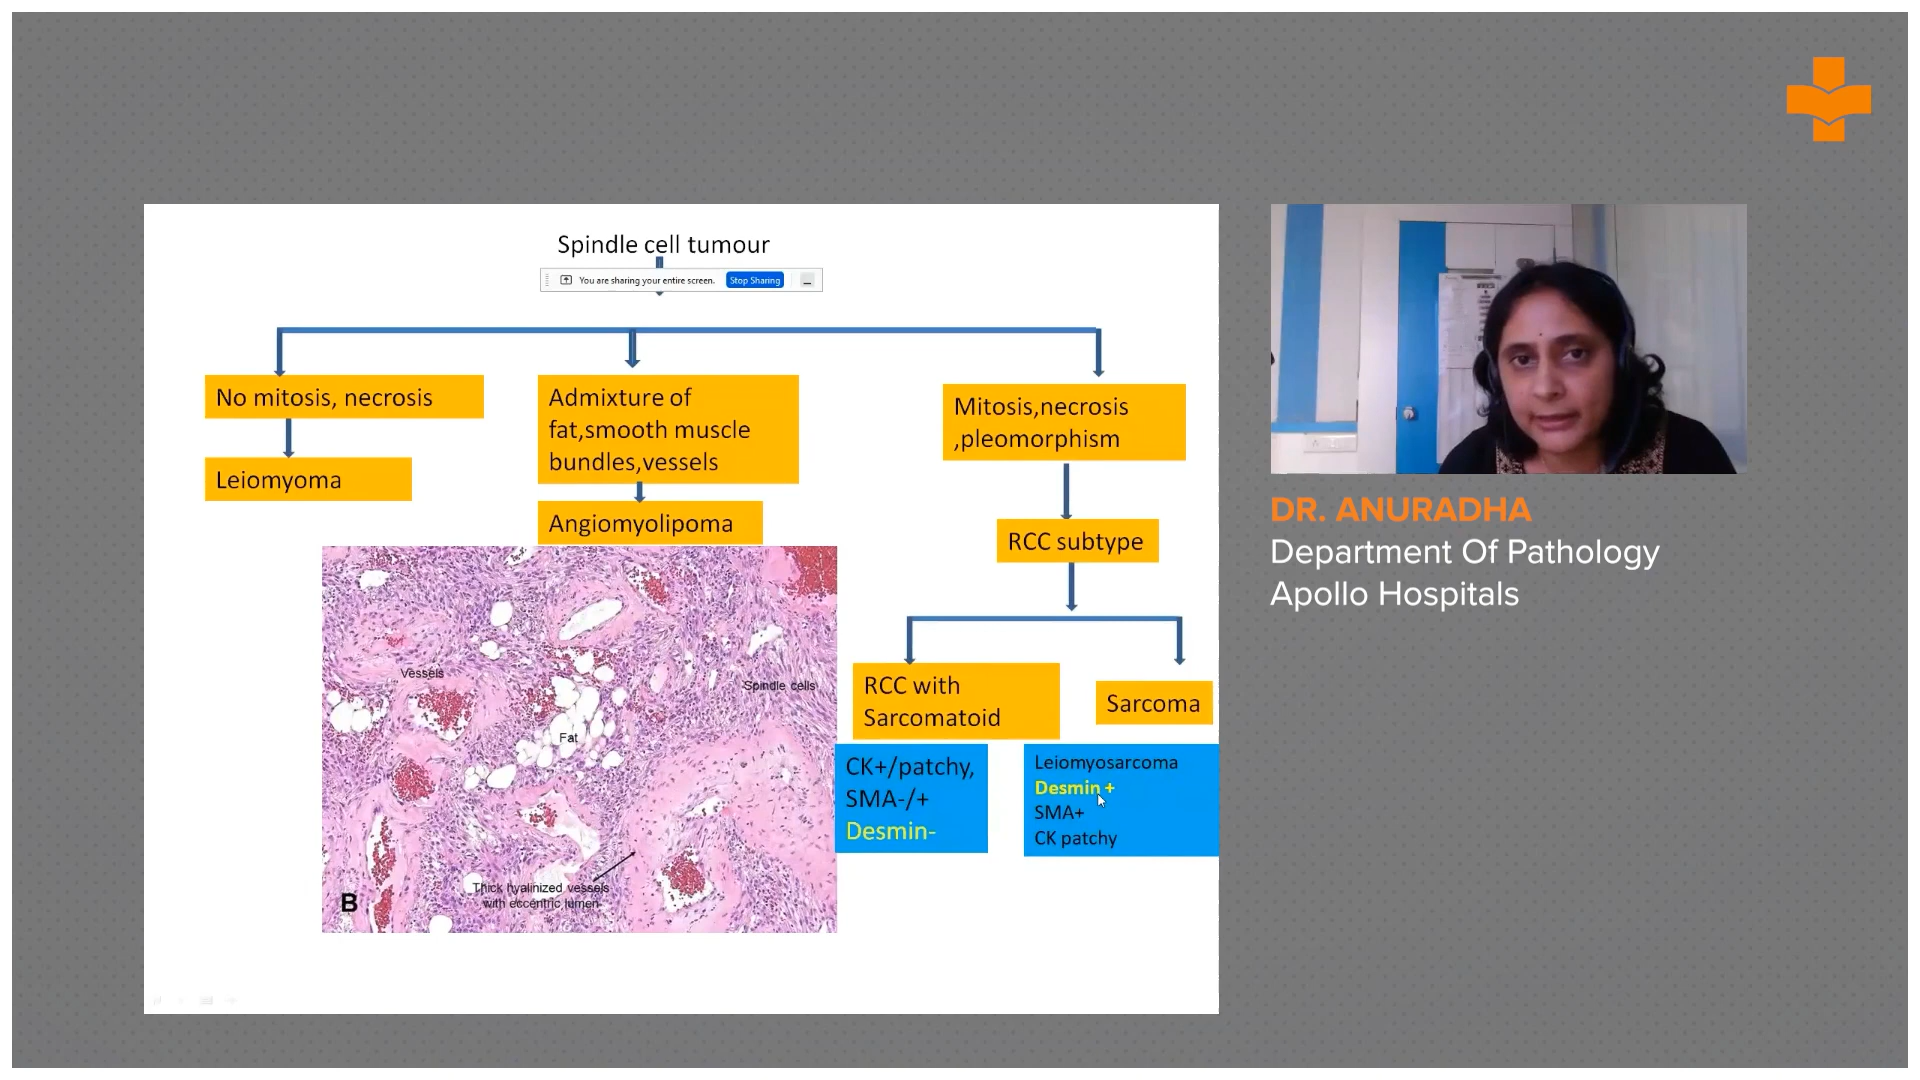 Spindle cell tumour
You are sharing your entire screen.
Stop Sharing
No mitosis, necrosis
Leiomyoma
Admixture of
fat,smooth muscle
bundles,vessels
Angiomyolipoma
Mitosis,necrosis
,pleomorphism
RCC subtype
RCC with
Sarcomatoid
Sarcoma
CK+/patchy,
SMA-/+
Desmin-
Leiomyosarcoma
Desmin +
SMA+
CK patchy
Vessels
Spindle cells
Fat
Thick hyalinized vessels
with eccentric lumen
B
DR. ANURADHA
Department Of Pathology
Apollo Hospitals